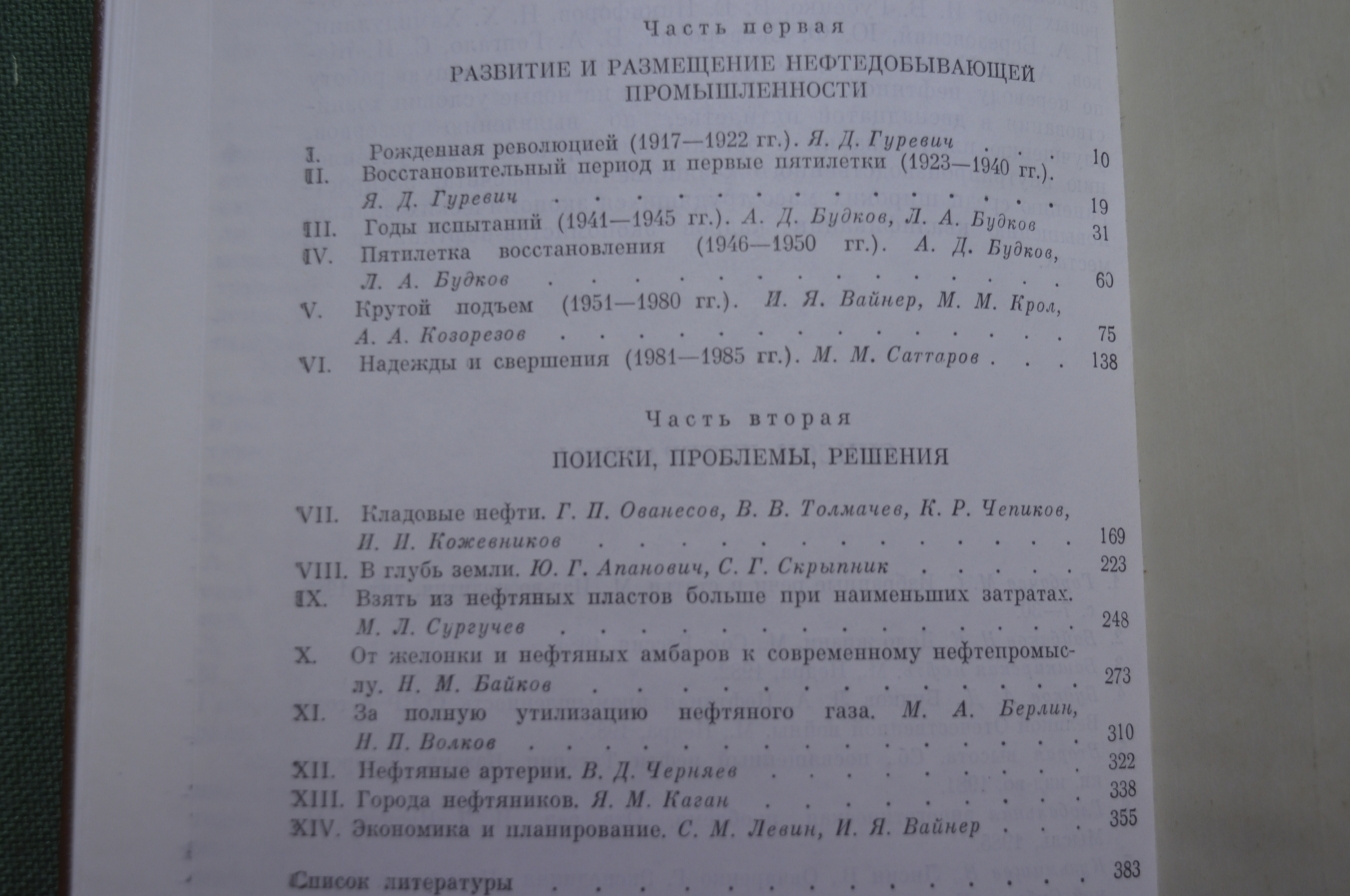 Часть первая
РАЗВИТИЕ И РАЗМЕЩЕНИЕ НЕФТЕДОБЫВАЮЩЕЙ
ПРОМЫШЛЕННОСТИ
I. Рожденная революцией (1917—1922 гг.). Я. Д. Гуревич . . . 10
II. Восстановительный период и первые пятилетки (1923—1940 гг.).
Я. Д. Гуревич . . . . . . . . . . . . . 19
III. Годы испытаний (1941—1945 гг.). А. Д. Будков, Л. А. Будков 31
IV. Пятилетка восстановления (1946—1950 гг.). А. Д. Будков,
Л. А. Будков . . . . . . . . . . . . . 60
V. Крутой подъем (1951—1980 гг.). И. Я. Вайнер, М. М. Крол,
А. А. Козорезов . . . . . . . . . . . . . 75
VI. Надежды и свершения (1981—1985 гг.). М. М. Саттаров . . . 138
Часть вторая
ПОИСКИ, ПРОБЛЕМЫ, РЕШЕНИЯ
VII. Кладовые нефти. Г. П. Ованесов, В. В. Толмачев, К. Р. Чепиков,
И. И. Кожевников . . . . . . . . . . . . 169
VIII. В глубь земли. Ю. Г. Апанович, С. Г. Скрыпник . . . . . 223
IX. Взять из нефтяных пластов больше при наименьших затратах.
М. Л. Сургучев . . . . . . . . . . . . . 248
X. От желонки и нефтяных амбаров к современному нефтепромыс-
лу. Н. М. Байков . . . . . . . . . . . . 273
XI. За полную утилизацию нефтяного газа. М. А. Берлин,
Н. П. Волков . . . . . . . . . . . . . . 310
XII. Нефтяные артерии. В. Д. Черняев . . . . . . . . 322
XIII. Города нефтяников. Я. М. Каган . . . . . . . . 338
XIV. Экономика и планирование. С. М. Левин, И. Я. Вайнер . . . 355
Список литературы . . . . . . . . . . . . . 383